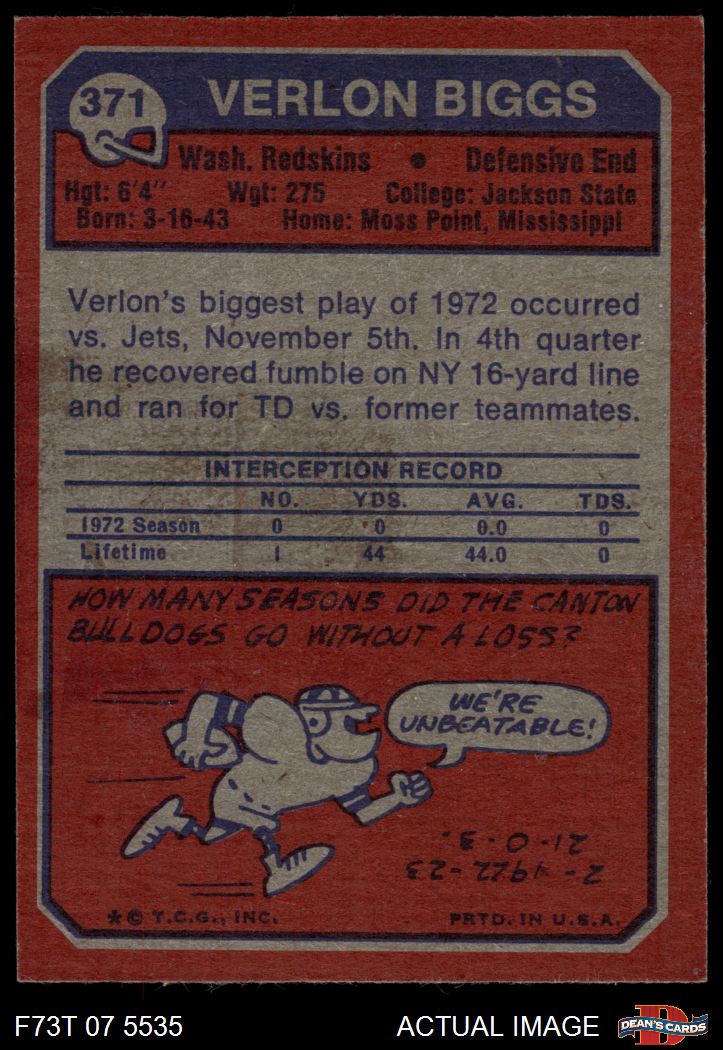 371
VERLON BIGGS
Wash. Redskins • Defensive End
Hgt: 6'4" Wgt: 275 College: Jackson State
Born: 3-16-43 Home: Moss Point, Mississippi
Verlon's biggest play of 1972 occurred
vs. Jets, November 5th. In 4th quarter
he recovered fumble on NY 16-yard line
and ran for TD vs. former teammates.
INTERCEPTION RECORD
NO. YDS. AVG. TDS.
1972 Season 0 0 0.0 0
Lifetime 1 44 44.0 0
HOW MANY SEASONS DID THE CANTON
BULLDOGS GO WITHOUT A LOSS?
WE'RE
UNBEATABLE!
2-1922-23
21-0-3.
* © T.C.G., INC. PRTD. IN U.S.A.
F73T 07 5535
ACTUAL IMAGE
D
DEAN'S CARDS